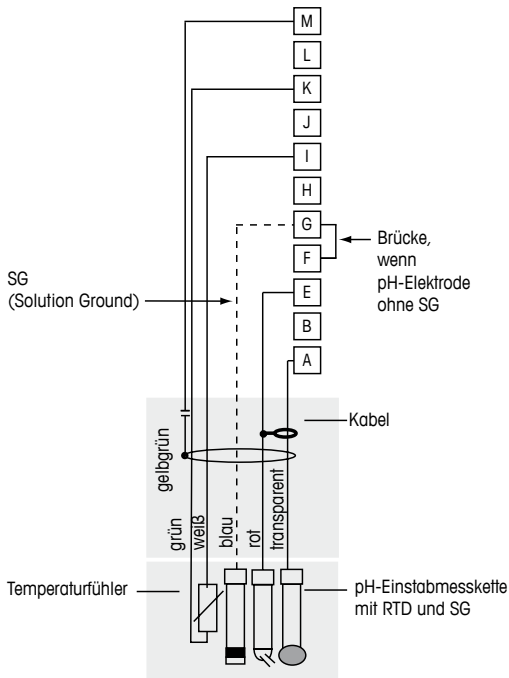 M
L
K
J
I
H
G
F
E
B
A
Brücke,
wenn
pH-Elektrode
ohne SG
SG
(Solution Ground)
Kabel
gelbgrün
grün
weiß
blau
rot
transparent
Temperaturfühler
pH-Einstabmesskette
mit RTD und SG